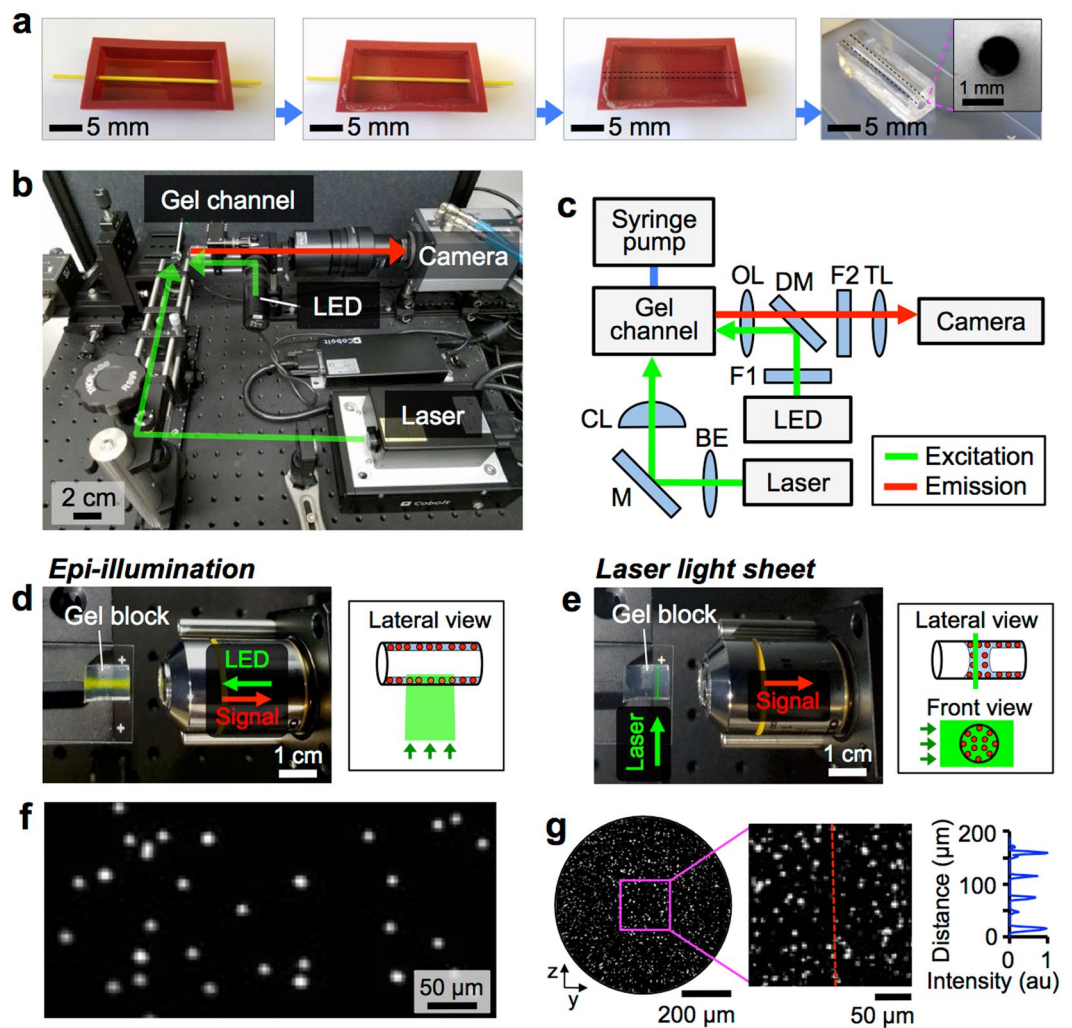 a
5 mm
5 mm
5 mm
5 mm
1 mm
b
Gel channel
Camera
LED
Cobolt
Laser
Cobolt
THORLABS
2 cm
c
Syringe
pump
OL
DM
F2
TL
Gel
channel
Camera
F1
LED
CL
BE
M
Laser
Excitation
Emission
Epi-illumination
d
Gel block
LED
Signal
1 cm
Lateral view
Laser light sheet
e
Gel block
Signal
Laser
1 cm
Lateral view
Front view
f
50 µm
g
z
y
200 µm
50 µm
200
100
0
Distance (µm)
0
1
Intensity (au)